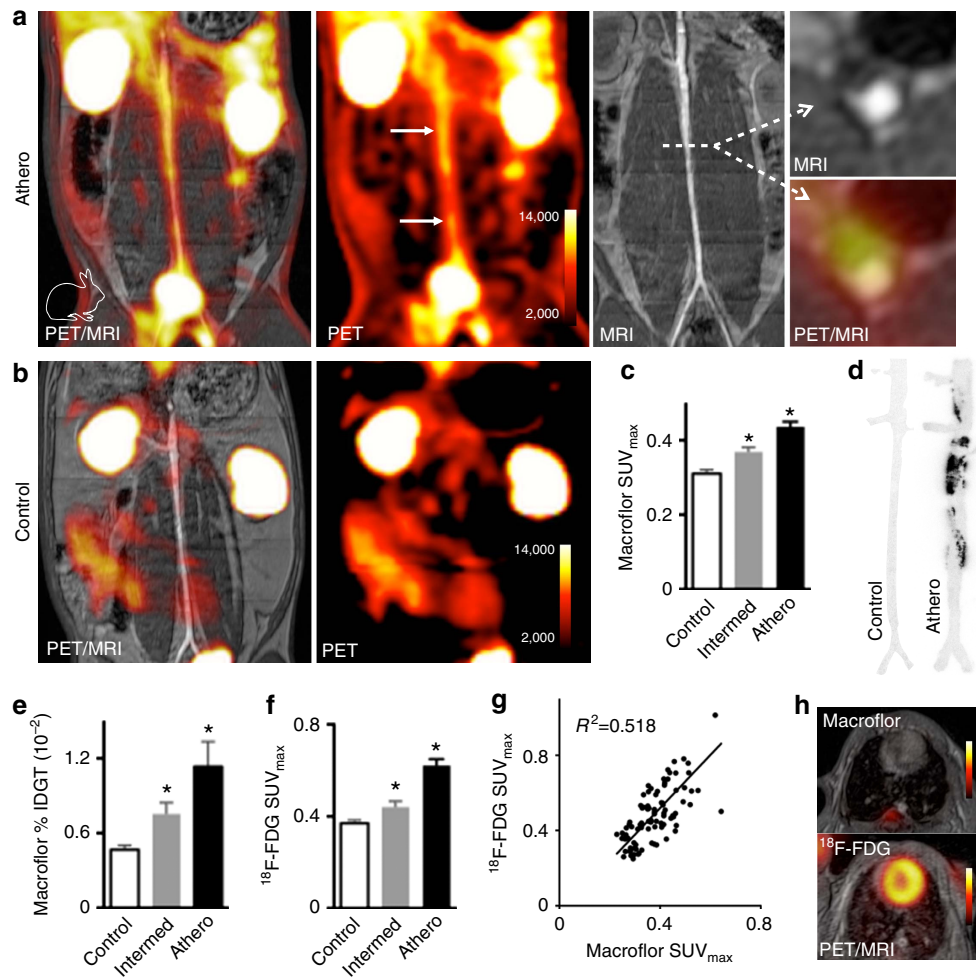 a
Athero
PET/MRI
PET
14,000
2,000
MRI
MRI
PET/MRI
b
Control
PET/MRI
PET
14,000
2,000
c
Macroflor SUVmax
0.4
0.2
0
Control
Intermed
Athero
*
*
d
Control
Athero
e
Macroflor % IDGT (10⁻²)
1.2
0.6
0
Control
Intermed
Athero
*
*
f
¹⁸F-FDG SUVmax
0.8
0.4
0
Control
Intermed
Athero
*
*
g
R²=0.518
¹⁸F-FDG SUVmax
0.8
0.4
0
0
0.4
0.8
Macroflor SUVmax
h
Macroflor
¹⁸F-FDG
PET/MRI